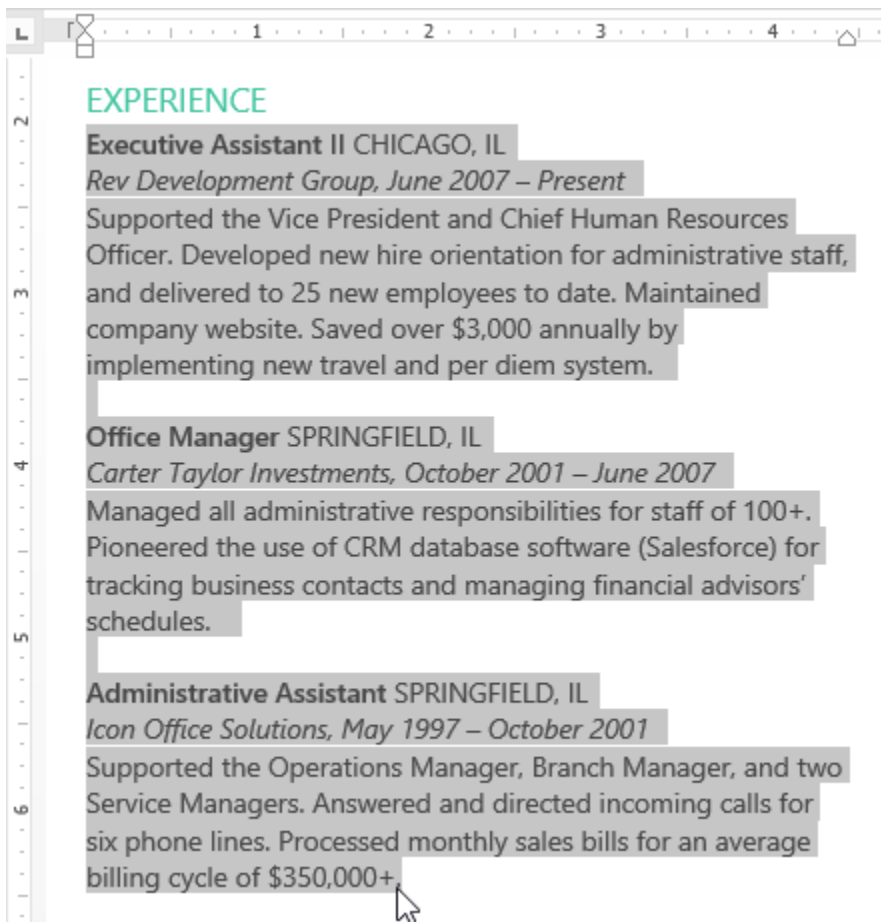 1 2 3 4
EXPERIENCE
Executive Assistant II CHICAGO, IL
Rev Development Group, June 2007 – Present
Supported the Vice President and Chief Human Resources
Officer. Developed new hire orientation for administrative staff,
and delivered to 25 new employees to date. Maintained
company website. Saved over $3,000 annually by
implementing new travel and per diem system.
Office Manager SPRINGFIELD, IL
Carter Taylor Investments, October 2001 – June 2007
Managed all administrative responsibilities for staff of 100+.
Pioneered the use of CRM database software (Salesforce) for
tracking business contacts and managing financial advisors’
schedules.
Administrative Assistant SPRINGFIELD, IL
Icon Office Solutions, May 1997 – October 2001
Supported the Operations Manager, Branch Manager, and two
Service Managers. Answered and directed incoming calls for
six phone lines. Processed monthly sales bills for an average
billing cycle of $350,000+.
2
3
4
5
6